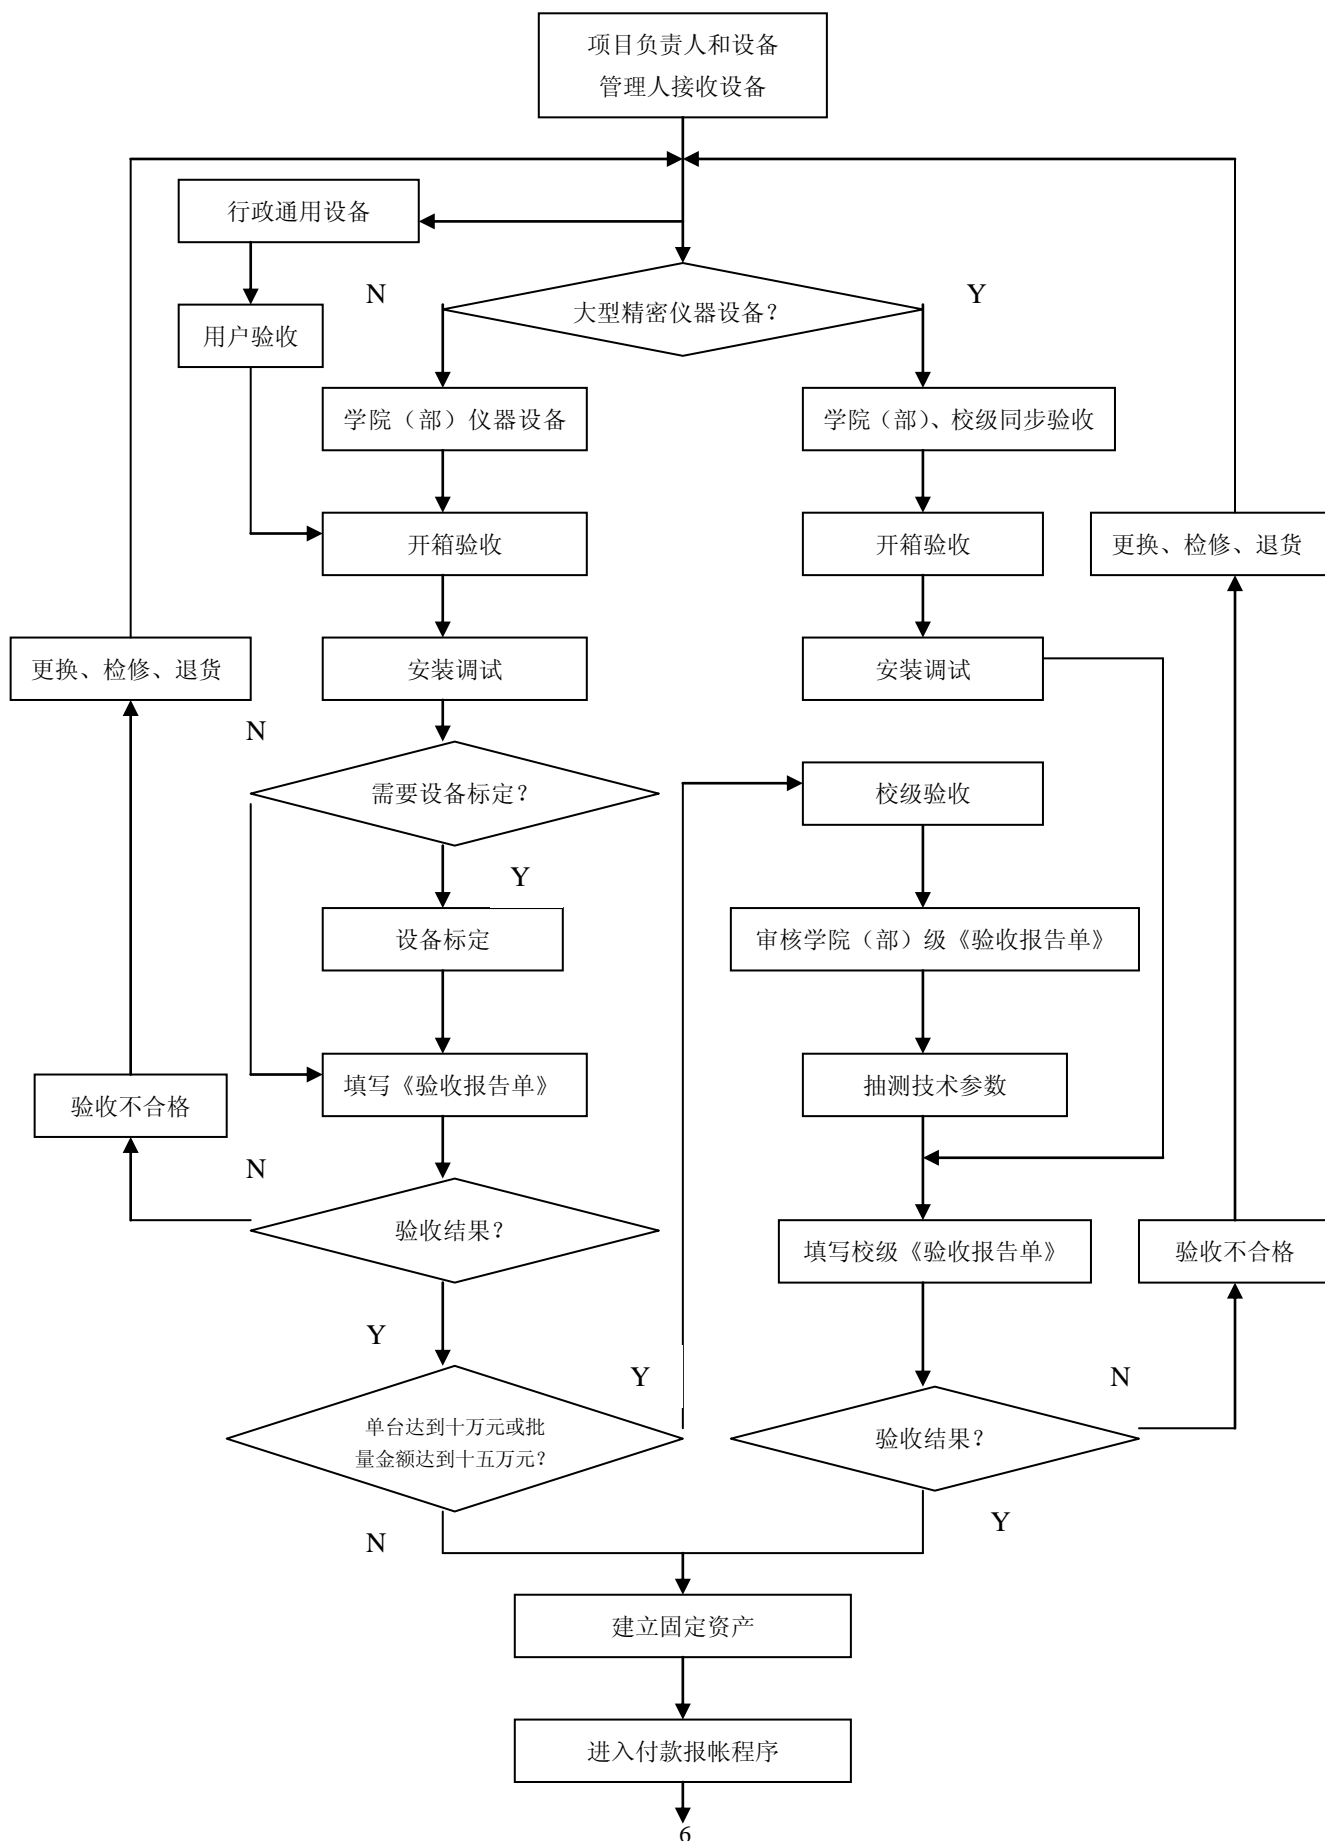 项目负责人和设备
管理人接收设备
行政通用设备
N
Y
大型精密仪器设备？
用户验收
学院（部）仪器设备
学院（部）、校级同步验收
开箱验收
开箱验收
更换、检修、退货
更换、检修、退货
安装调试
安装调试
N
需要设备标定？
校级验收
Y
设备标定
审核学院（部）级《验收报告单》
填写《验收报告单》
抽测技术参数
验收不合格
N
验收结果？
填写校级《验收报告单》
验收不合格
Y
Y
N
单台达到十万元或批
量金额达到十五万元？
验收结果？
N
Y
建立固定资产
进入付款报帐程序
6